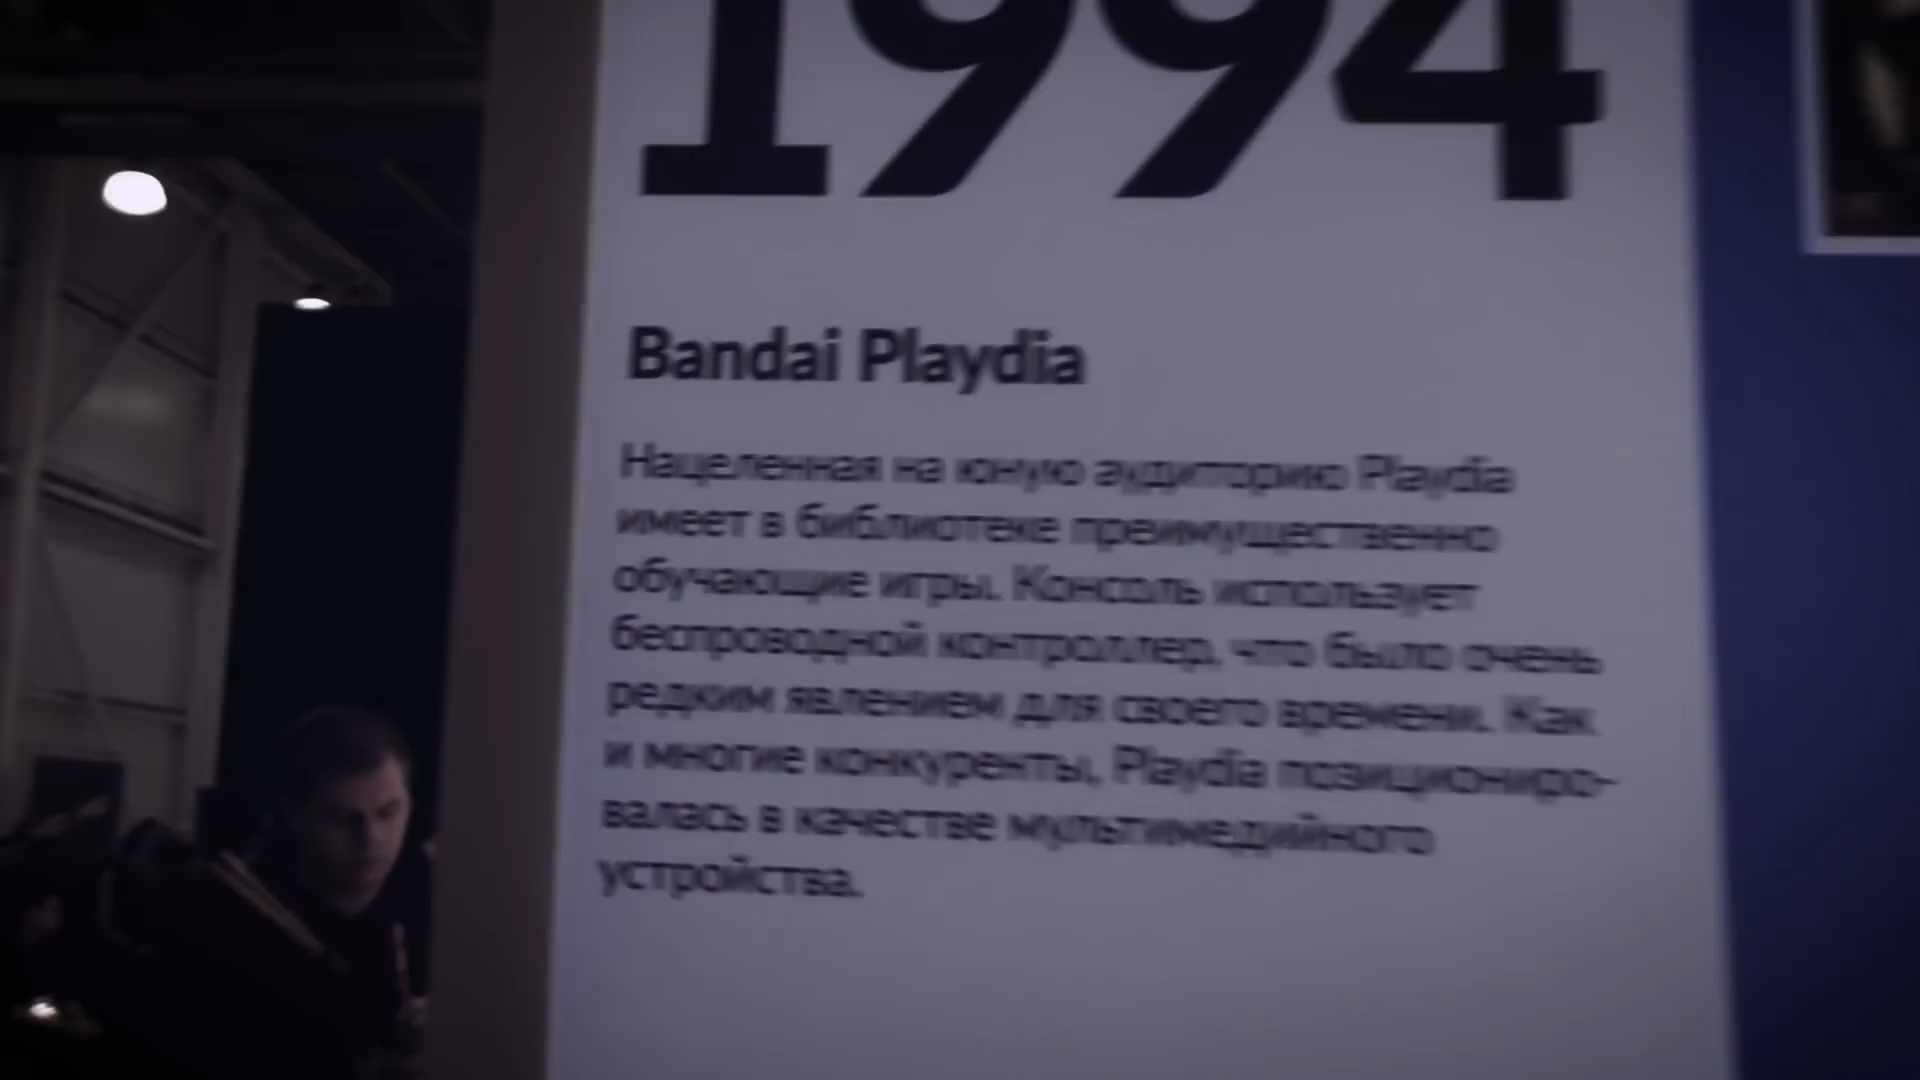 1994
Bandai Playdia
Нацеленная на юную аудиторию Playdia
имеет в библиотеке преимущественно
обучающие игры. Консоль использует
беспроводной контроллер, что было очень
редким явлением для своего времени. Как
и многие конкуренты, Playdia позициониро-
валась в качестве мультимедийного
устройства.